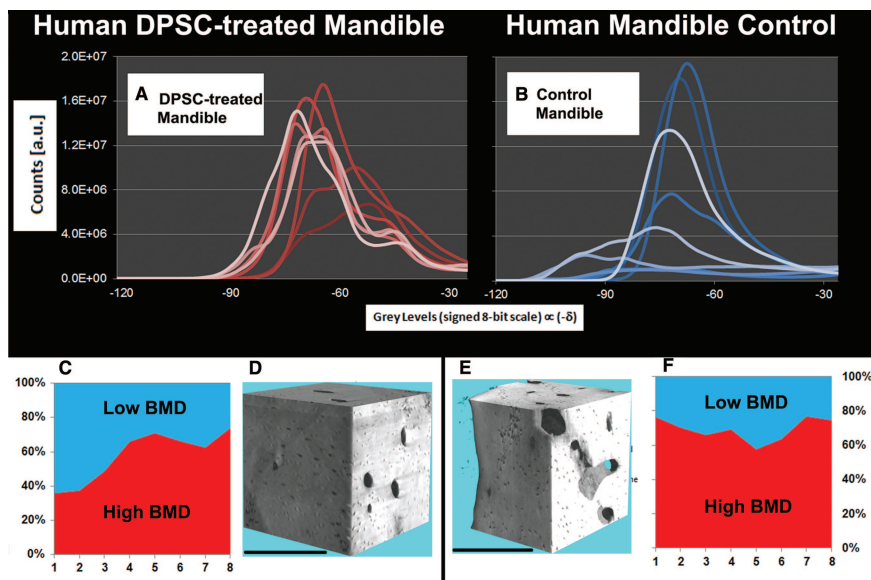 Human DPSC-treated Mandible
Human Mandible Control
2.0E+07
1.6E+07
1.2E+07
8.0E+06
4.0E+06
0.0E+00
Counts [a.u.]
A
DPSC-treated
Mandible
B
Control
Mandible
-120
-90
-60
-30
-120
-90
-60
-30
Grey Levels (signed 8-bit scale) ∝ (-δ)
C
100%
80%
60%
40%
20%
0%
Low BMD
High BMD
1 2 3 4 5 6 7 8
D
E
F
Low BMD
High BMD
100%
80%
60%
40%
20%
0%
1 2 3 4 5 6 7 8